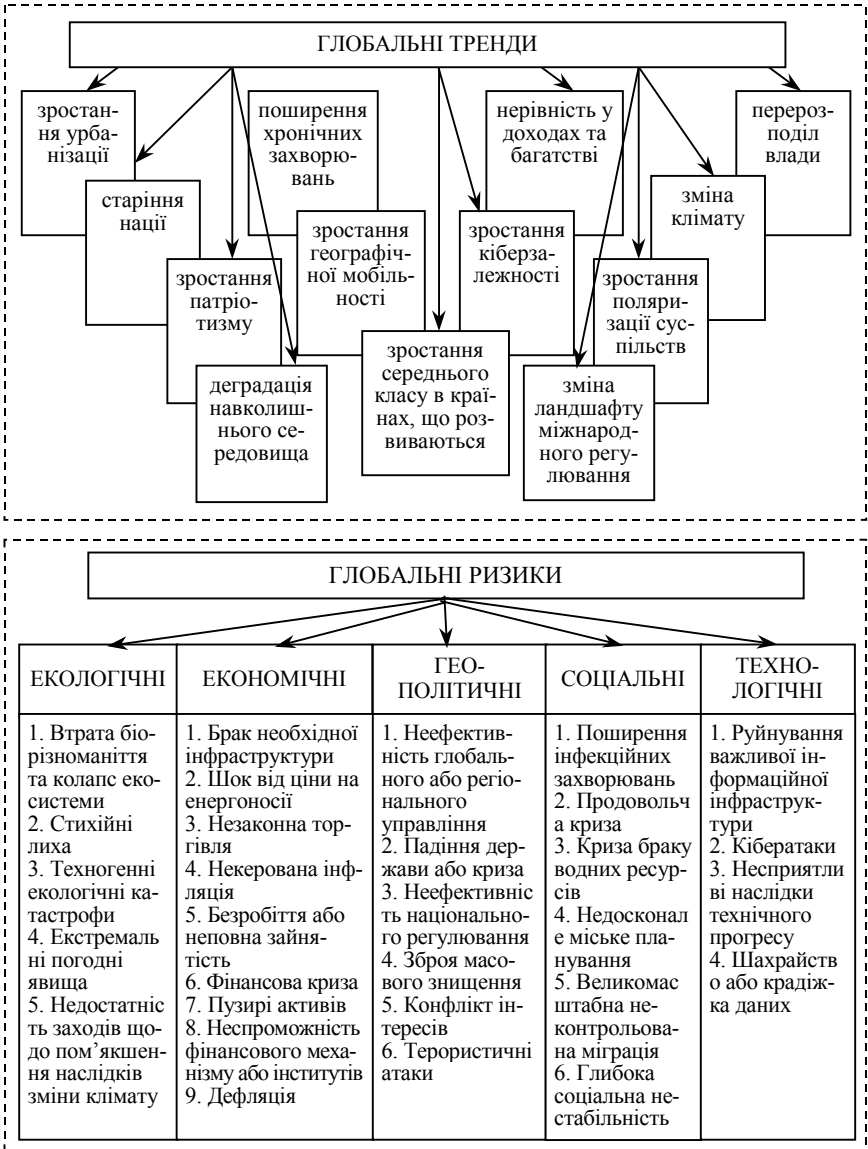 ГЛОБАЛЬНІ ТРЕНДИ
зростан-
ня урба-
нізації
старіння
нації
зростання
патріо-
тизму
деградація
навколиш-
нього се-
редовища
поширення
хронічних
захворю-
вань
зростання
географіч-
ної мобіль-
ності
зростання
середнього
класу в краї-
нах, що роз-
виваються
нерівність у
доходах та
багатстві
зростання
кіберза-
лежності
зміна
ландшафту
міжнарод-
ного регу-
лювання
зростання
поляри-
зації сус-
пільств
зміна
клімату
перероз-
поділ
влади
ГЛОБАЛЬНІ РИЗИКИ
ЕКОЛОГІЧНІ
1. Втрата біо-
різноманіття
та колапс еко-
системи
2. Стихійні
лиха
3. Техногенні
екологічні ка-
тастрофи
4. Екстремаль
ні погодні
явища
5. Недостатніс
ть заходів що-
до пом’якшен-
ня наслідків
зміни клімату
ЕКОНОМІЧНІ
1. Брак необхідної
інфраструктури
2. Шок від ціни на
енергоносії
3. Незаконна тор-
гівля
4. Некерована інф-
ляція
5. Безробіття або
неповна зайня-
тість
6. Фінансова криза
7. Пузирі активів
8. Неспроможність
фінансового меха-
нізму або інститутів
9. Дефляція
ГЕО-
ПОЛІТИЧНІ
1. Неефектив-
ність глобаль-
ного або регіо-
нального
управління
2. Падіння дер-
жави або криза
3. Неефективніс
ть національно-
го регулювання
4. Зброя масо-
вого знищення
5. Конфлікт ін-
тересів
6. Терористичні
атаки
СОЦІАЛЬНІ
1. Поширення
інфекційних
захворювань
2. Продовольч
а криза
3. Криза браку
водних ресур-
сів
4. Недосконал
е міське пла-
нування
5. Великомас
штабна не-
контрольова-
на міграція
6. Глибока
соціальна не-
стабільність
ТЕХНО-
ЛОГІЧНІ
1. Руйнування
важливої ін-
формаційної
інфраструк-
тури
2. Кібератаки
3. Несприятли
ві наслідки
технічного
прогресу
4. Шахрайств
о або крадіж-
ка даних